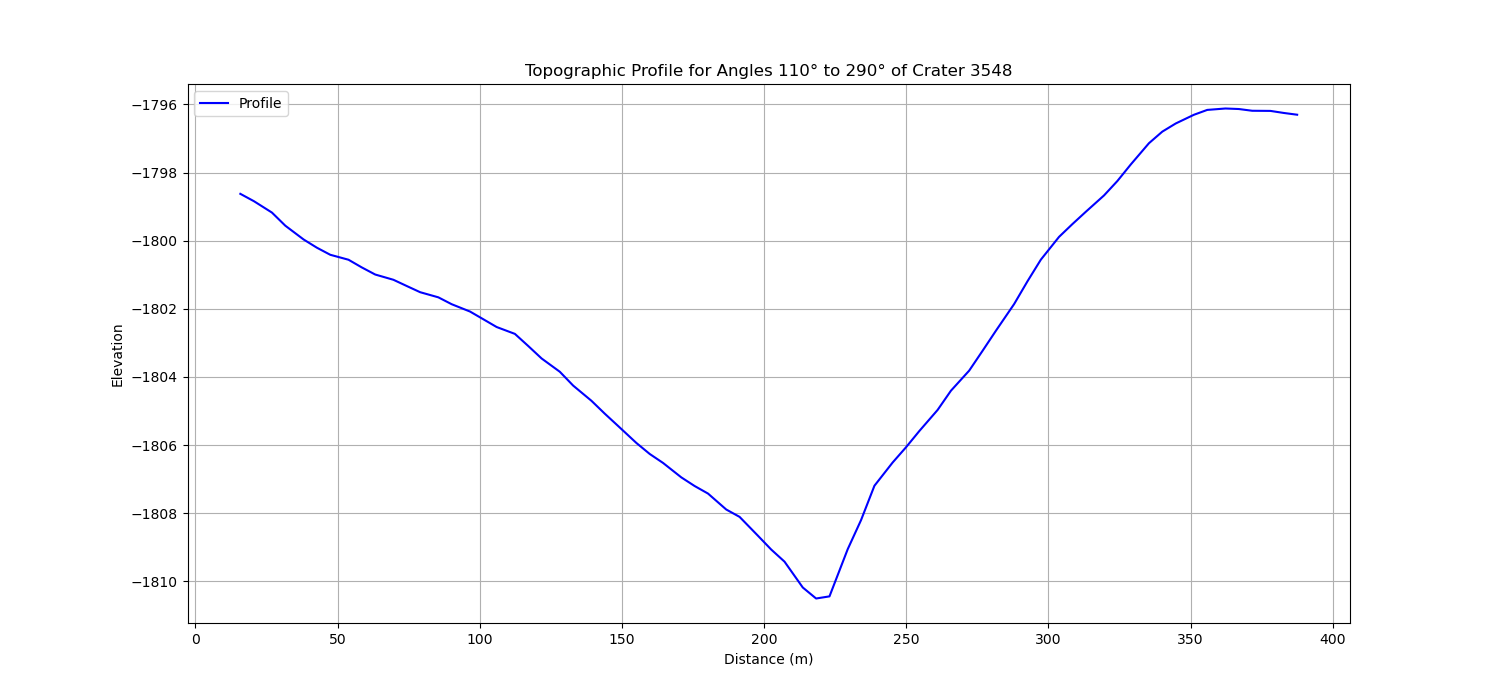 Topographic Profile for Angles 110° to 290° of Crater 3548
Profile
Elevation
−1796
−1798
−1800
−1802
−1804
−1806
−1808
−1810
0 50 100 150 200 250 300 350 400
Distance (m)